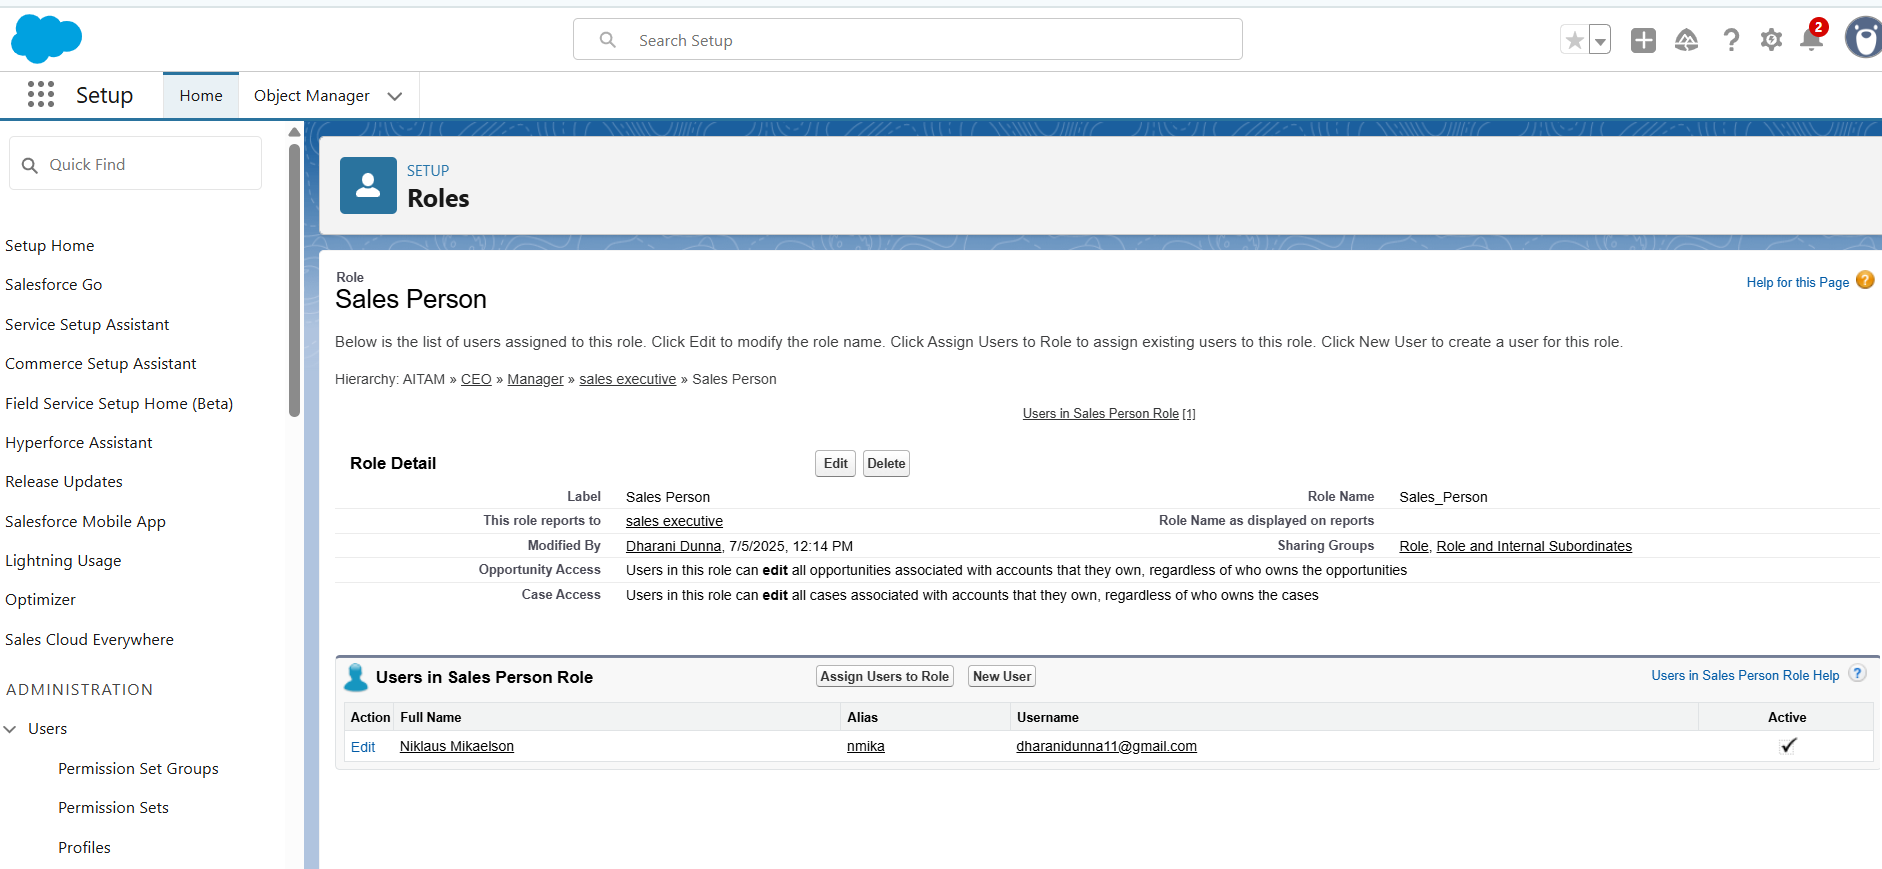 Search Setup
2
Setup
Home
Object Manager
Quick Find
Setup Home
Salesforce Go
Service Setup Assistant
Commerce Setup Assistant
Field Service Setup Home (Beta)
Hyperforce Assistant
Release Updates
Salesforce Mobile App
Lightning Usage
Optimizer
Sales Cloud Everywhere
ADMINISTRATION
Users
Permission Set Groups
Permission Sets
Profiles
SETUP
Roles
Role
Sales Person
Help for this Page ?
Below is the list of users assigned to this role. Click Edit to modify the role name. Click Assign Users to Role to assign existing users to this role. Click New User to create a user for this role.
Hierarchy: AITAM » CEO » Manager » sales executive » Sales Person
Users in Sales Person Role [1]
Role Detail Edit Delete
Label Sales Person Role Name Sales_Person
This role reports to sales executive Role Name as displayed on reports
Modified By Dharani Dunna, 7/5/2025, 12:14 PM Sharing Groups Role, Role and Internal Subordinates
Opportunity Access Users in this role can edit all opportunities associated with accounts that they own, regardless of who owns the opportunities
Case Access Users in this role can edit all cases associated with accounts that they own, regardless of who owns the cases
Users in Sales Person Role Assign Users to Role New User Users in Sales Person Role Help ?
Action Full Name Alias Username Active
Edit Niklaus Mikaelson nmika dharanidunna11@gmail.com